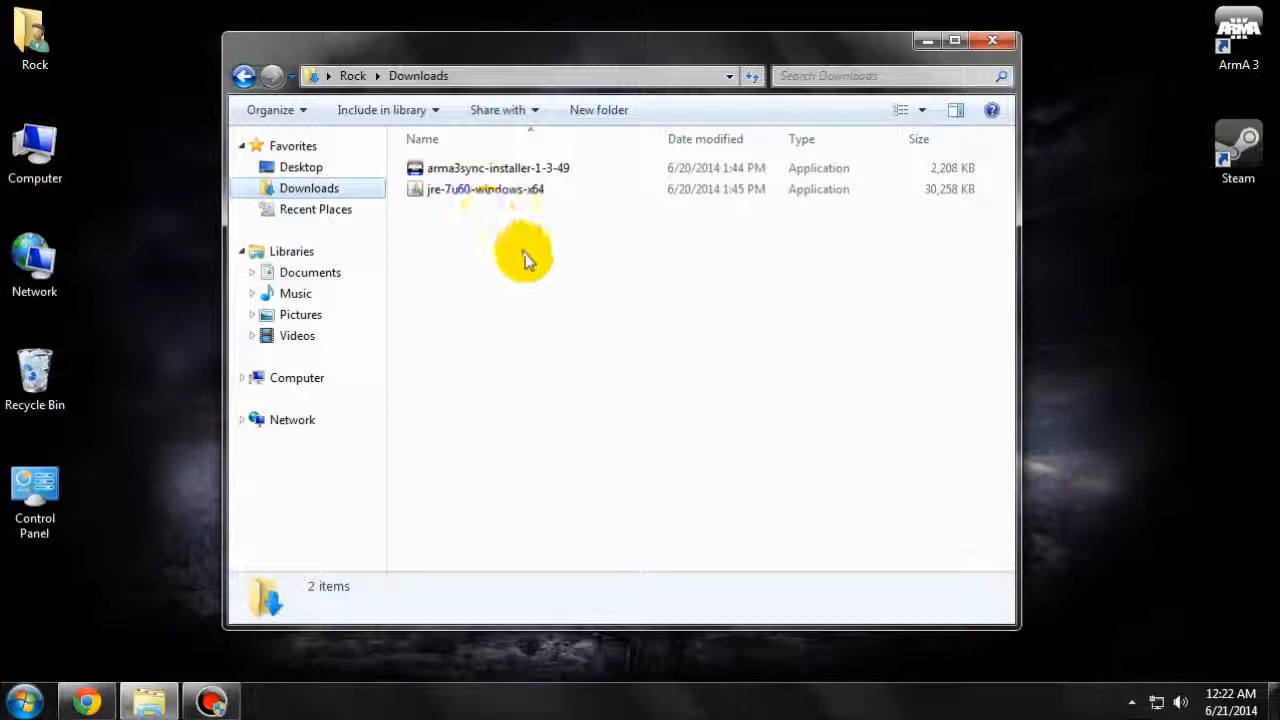 Rock
ARMA
ArmA 3
Rock Downloads
Search Downloads
Organize Include in library Share with New folder
Name Date modified Type Size
Favorites
Desktop
Downloads
Recent Places
arma3sync-installer-1-3-49 6/20/2014 1:44 PM Application 2,208 KB
jre-7u60-windows-x64 6/20/2014 1:45 PM Application 30,258 KB
Computer
Steam
Libraries
Documents
Music
Pictures
Videos
Network
Computer
Recycle Bin
Network
Control
Panel
2 items
12:22 AM
6/21/2014